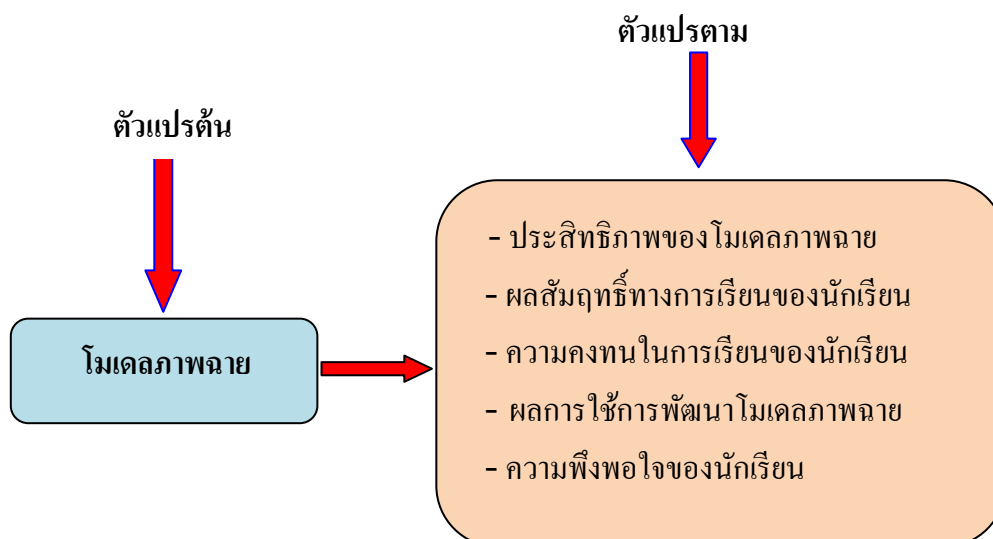 ตัวแปรตาม
ตัวแปรต้น
โมเดลภาพฉาย
- ประสิทธิภาพของโมเดลภาพฉาย
- ผลสัมฤทธิ์ทางการเรียนของนักเรียน
- ความคงทนในการเรียนของนักเรียน
- ผลการใช้การพัฒนาโมเดลภาพฉาย
- ความพึงพอใจของนักเรียน